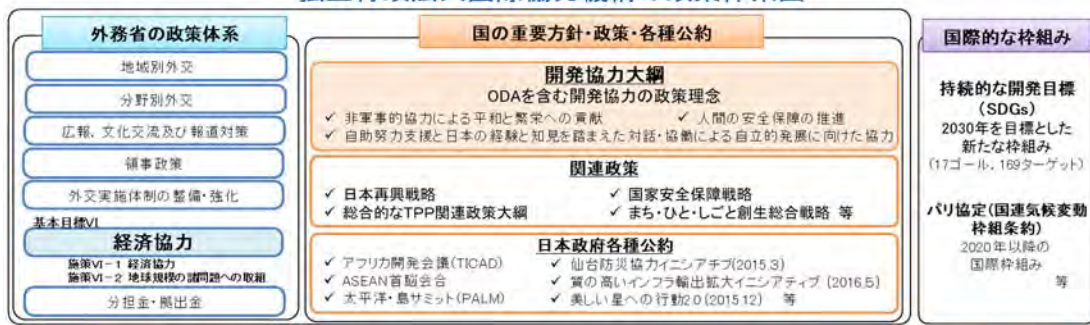 外務省の政策体系
地域別外交
分野別外交
広報、文化交流及び報道対策
領事政策
外交実施体制の整備・強化
基本目標VI
経済協力
施策VI-1 経済協力
施策VI-2 地球規模の諸問題への取組
分担金・拠出金
国の重要方針・政策・各種公約
開発協力大綱
ODAを含む開発協力の政策理念
✓ 非軍事的協力による平和と繁栄への貢献 ✓ 人間の安全保障の推進
✓ 自助努力支援と日本の経験と知見を踏まえた対話・協働による自立的発展に向けた協力
関連政策
✓ 日本再興戦略 ✓ 国家安全保障戦略
✓ 総合的なTPP関連政策大綱 ✓ まち・ひと・しごと創生総合戦略 等
日本政府各種公約
✓ アフリカ開発会議(TICAD) ✓ 仙台防災協力イニシアチブ(2015.3)
✓ ASEAN首脳会合 ✓ 質の高いインフラ輸出拡大イニシアティブ(2016.5)
✓ 太平洋・島サミット(PALM) ✓ 美しい星への行動2.0(2015.12) 等
国際的な枠組み
持続的な開発目標
(SDGs)
2030年を目標とした
新たな枠組み
(17ゴール、169ターゲット)
パリ協定(国連気候変動
枠組条約)
2020年以降の
国際枠組み
等